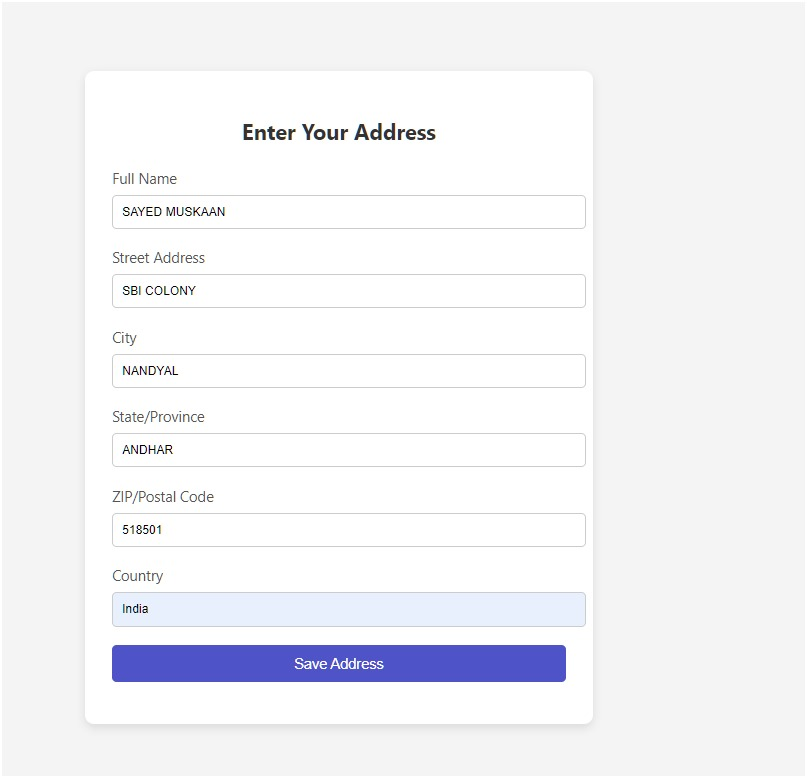 Enter Your Address
Full Name
SAYED MUSKAAN
Street Address
SBI COLONY
City
NANDYAL
State/Province
ANDHAR
ZIP/Postal Code
518501
Country
India
Save Address